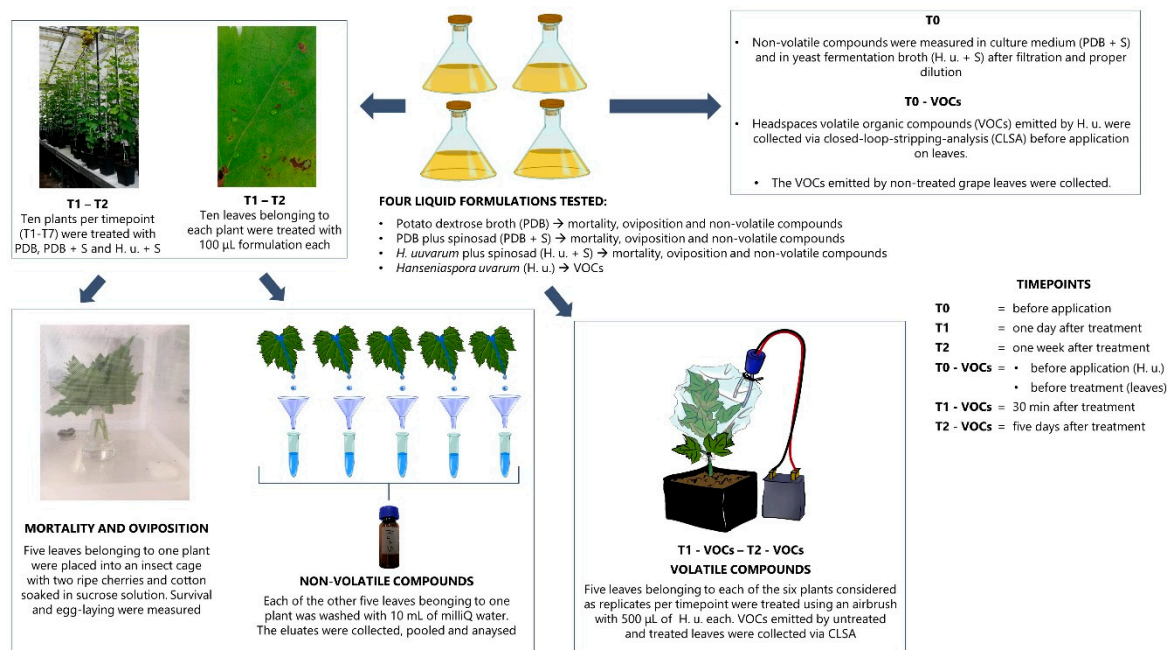 T1 – T2
Ten plants per timepoint
(T1-T7) were treated with
PDB, PDB + S and H. u. + S
T1 – T2
Ten leaves belonging to
each plant were treated with
100 µL formulation each
FOUR LIQUID FORMULATIONS TESTED:
• Potato dextrose broth (PDB) → mortality, oviposition and non-volatile compounds
• PDB plus spinosad (PDB + S) → mortality, oviposition and non-volatile compounds
• H. uuvarum plus spinosad (H. u. + S) → mortality, oviposition and non-volatile compounds
• Hanseniaspora uvarum (H. u.) → VOCs
T0
• Non-volatile compounds were measured in culture medium (PDB + S)
and in yeast fermentation broth (H. u. + S) after filtration and proper
dilution
T0 - VOCs
• Headspaces volatile organic compounds (VOCs) emitted by H. u. were
collected via closed-loop-stripping-analysis (CLSA) before application
on leaves.
• The VOCs emitted by non-treated grape leaves were collected.
MORTALITY AND OVIPOSITION
Five leaves belonging to one plant
were placed into an insect cage
with two ripe cherries and cotton
soaked in sucrose solution. Survival
and egg-laying were measured
NON-VOLATILE COMPOUNDS
Each of the other five leaves beonging to one
plant was washed with 10 mL of milliQ water.
The eluates were collected, pooled and anaysed
T1 - VOCs – T2 - VOCs
VOLATILE COMPOUNDS
Five leaves belonging to each of the six plants considered
as replicates per timepoint were treated using an airbrush
with 500 µL of H. u. each. VOCs emitted by untreated
and treated leaves were collected via CLSA
TIMEPOINTS
T0 = before application
T1 = one day after treatment
T2 = one week after treatment
T0 - VOCs = • before application (H. u.)
• before treatment (leaves)
T1 - VOCs = 30 min after treatment
T2 - VOCs = five days after treatment